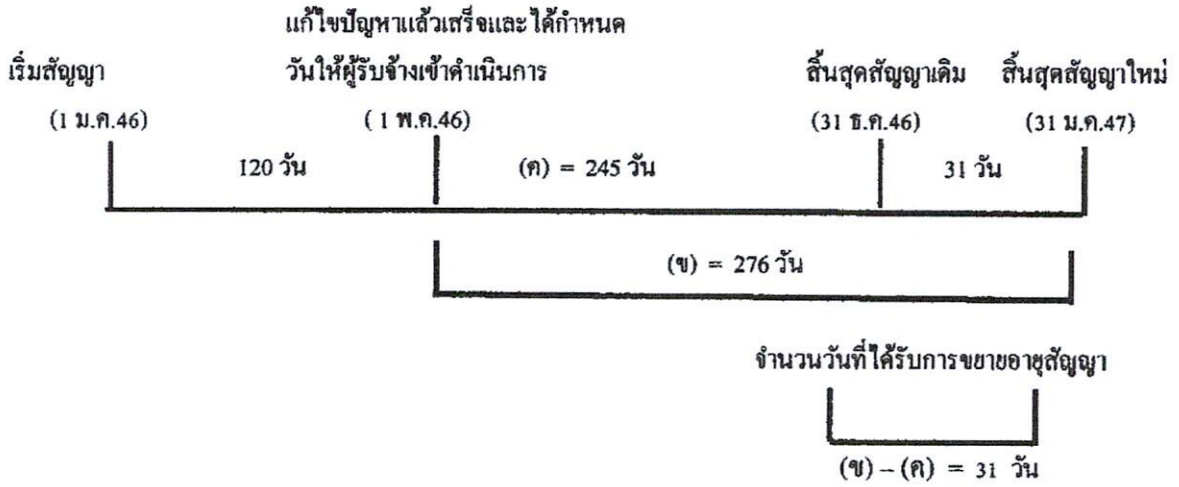 แก้ไขปัญหาแล้วเสร็จและได้กำหนด
เริ่มสัญญา วันให้ผู้รับจ้างเข้าดำเนินการ สิ้นสุดสัญญาเดิม สิ้นสุดสัญญาใหม่
(1 ม.ค.46) ( 1 พ.ค.46) (31 ธ.ค.46) (31 ม.ค.47)
120 วัน (ค) = 245 วัน 31 วัน
(ข) = 276 วัน
จำนวนวันที่ได้รับการขยายอายุสัญญา
(ข) – (ค) = 31 วัน